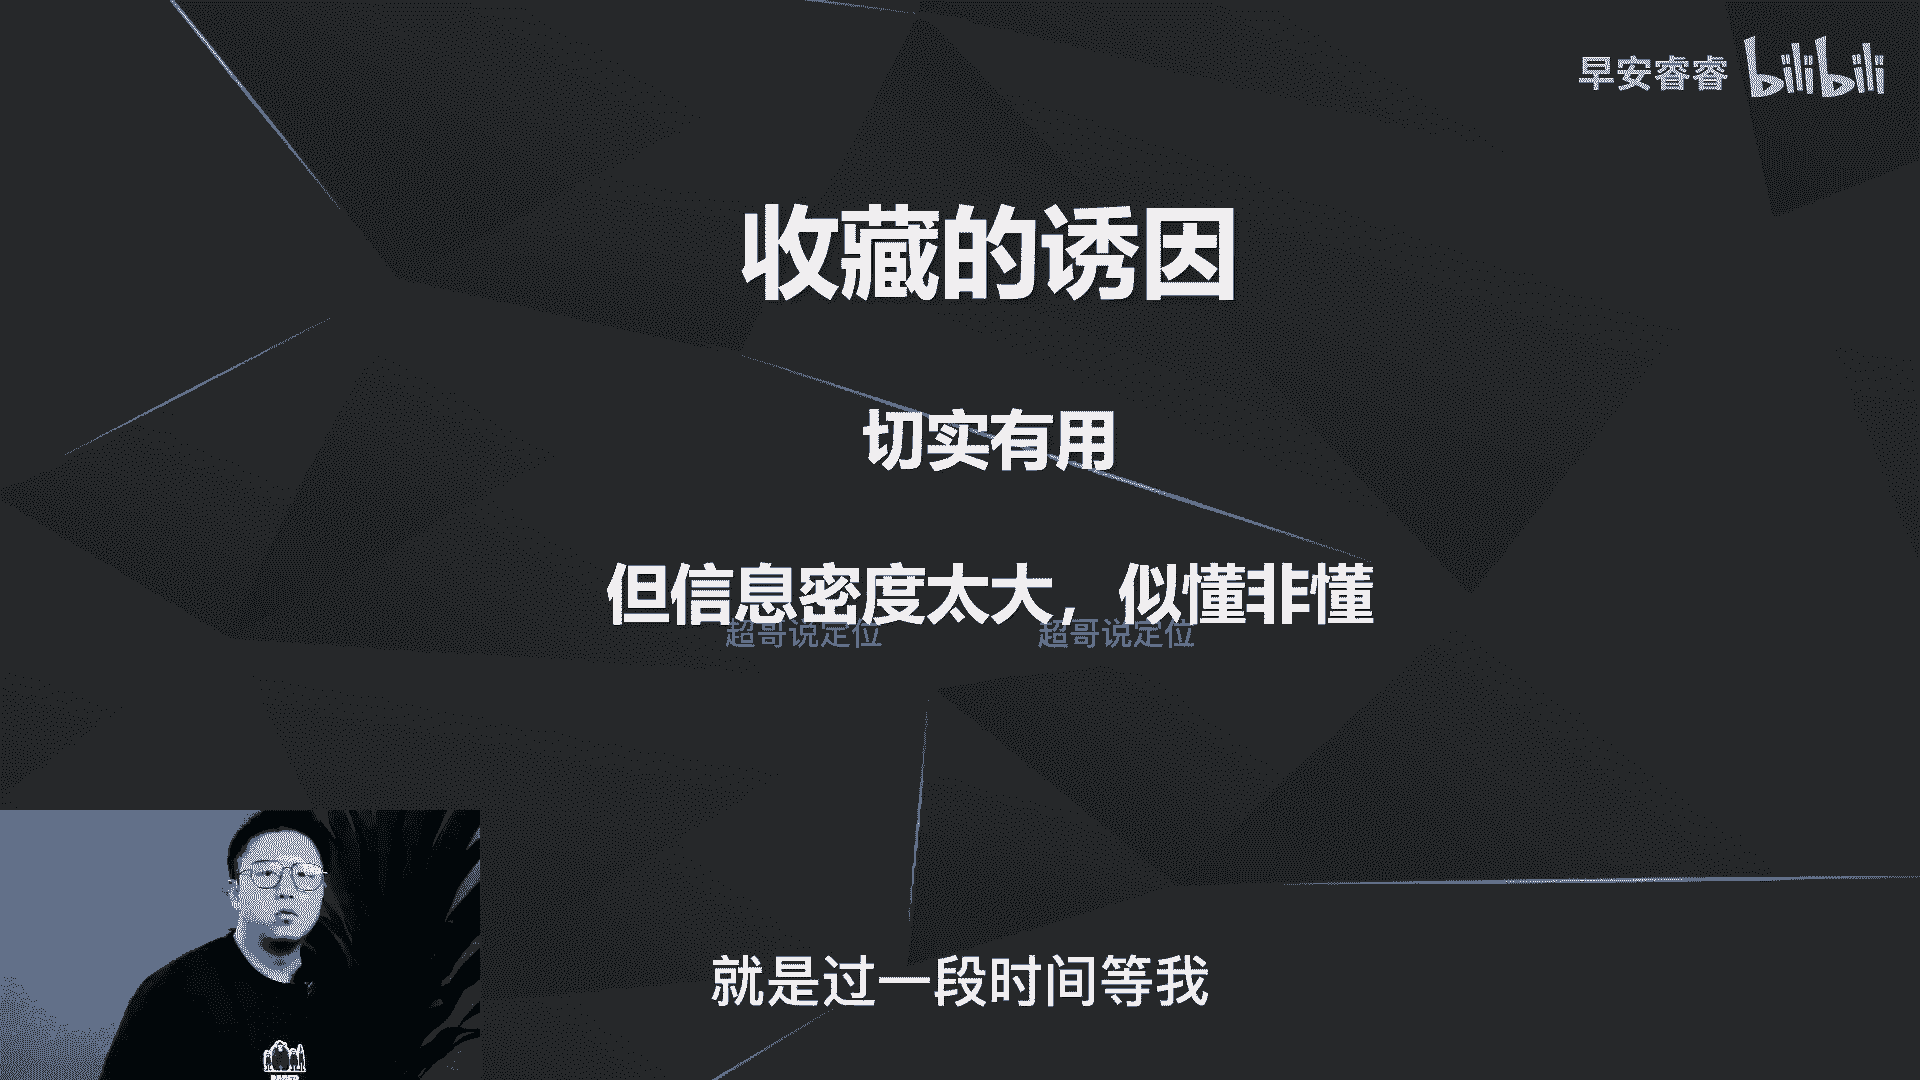 早安睿睿 bilibili
收藏的诱因
切实有用
但信息密度太大，似懂非懂
超哥说定位 超哥说定位
就是过一段时间等我